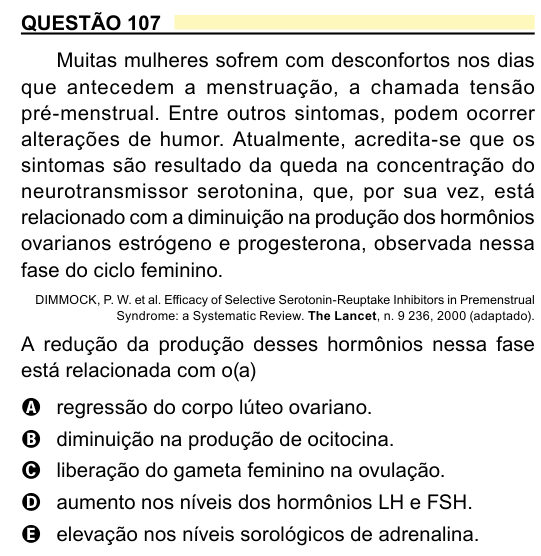 QUESTÃO 107
Muitas mulheres sofrem com desconfortos nos dias
que antecedem a menstruação, a chamada tensão
pré-menstrual. Entre outros sintomas, podem ocorrer
alterações de humor. Atualmente, acredita-se que os
sintomas são resultado da queda na concentração do
neurotransmissor serotonina, que, por sua vez, está
relacionado com a diminuição na produção dos hormônios
ovarianos estrógeno e progesterona, observada nessa
fase do ciclo feminino.
DIMMOCK, P. W. et al. Efficacy of Selective Serotonin-Reuptake Inhibitors in Premenstrual
Syndrome: a Systematic Review. The Lancet, n. 9 236, 2000 (adaptado).
A redução da produção desses hormônios nessa fase
está relacionada com o(a)
A regressão do corpo lúteo ovariano.
B diminuição na produção de ocitocina.
C liberação do gameta feminino na ovulação.
D aumento nos níveis dos hormônios LH e FSH.
E elevação nos níveis sorológicos de adrenalina.